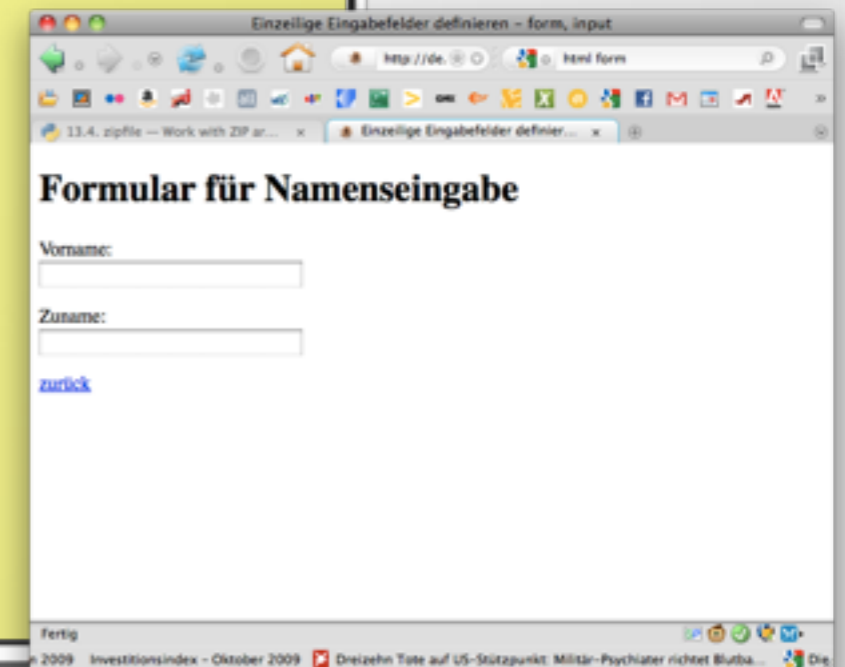 Einzeilige Eingabefelder definieren – form, input
http://de. html form
13.4. zipfile — Work with ZIP ar... x Einzeilige Eingabefelder definier... x
Formular für Namenseingabe
Vorname:
Zuname:
zurück
Fertig
n 2009 Investitionsindex – Oktober 2009 Dreizehn Tote auf US-Stützpunkt: Militär-Psychiater richtet Blutba... Die